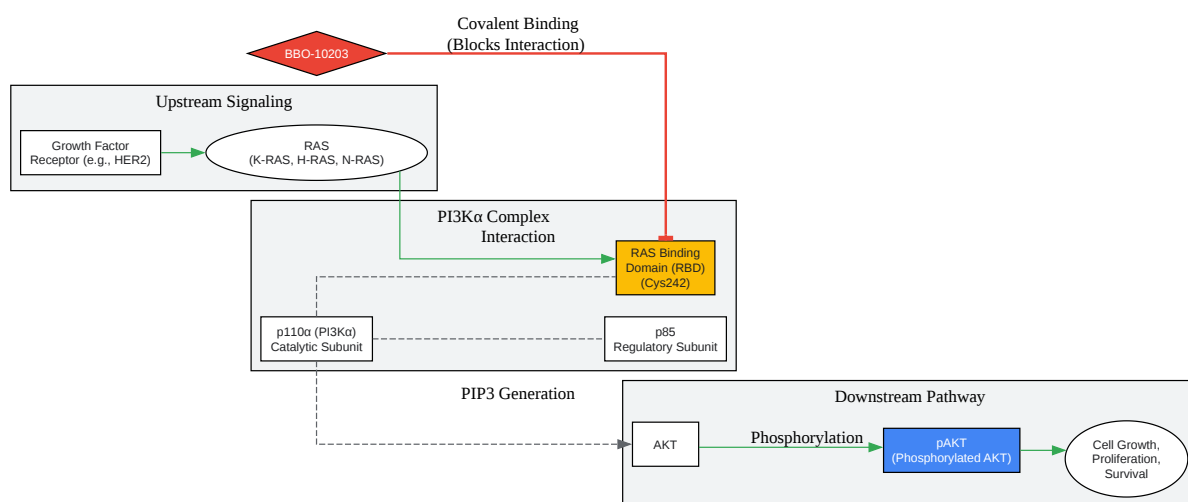 Covalent Binding
(Blocks Interaction)
BBO-10203
Upstream Signaling
Growth Factor
Receptor (e.g., HER2)
RAS
(K-RAS, H-RAS, N-RAS)
PI3Kα Complex
Interaction
RAS Binding
Domain (RBD)
(Cys242)
p110α (PI3Kα)
Catalytic Subunit
p85
Regulatory Subunit
PIP3 Generation
Downstream Pathway
AKT
Phosphorylation
pAKT
(Phosphorylated AKT)
Cell Growth,
Proliferation,
Survival